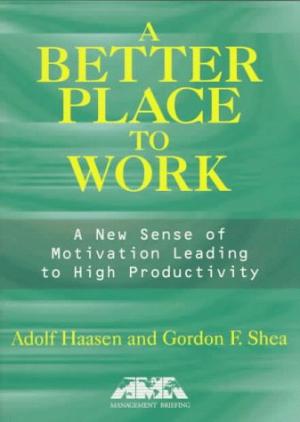 A
BETTER
PLACE
TO
WORK
A New Sense of
Motivation Leading
to High Productivity
Adolf Haasen and Gordon F. Shea
AMA
MANAGEMENT BRIEFING